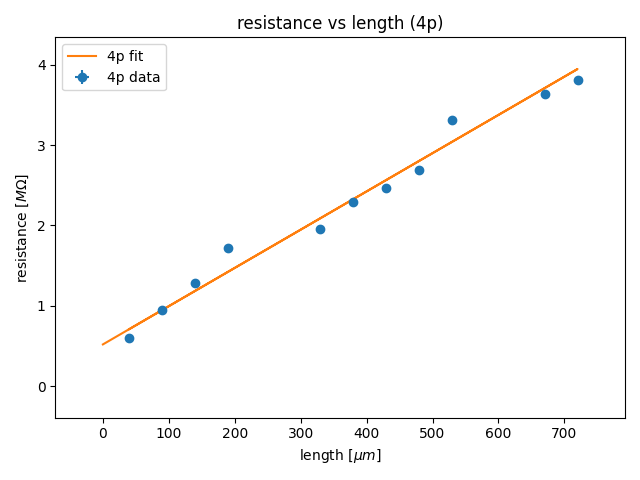 resistance vs length (4p)
4p fit
4p data
4
3
2
1
0
resistance [MΩ]
0 100 200 300 400 500 600 700
length [μm]